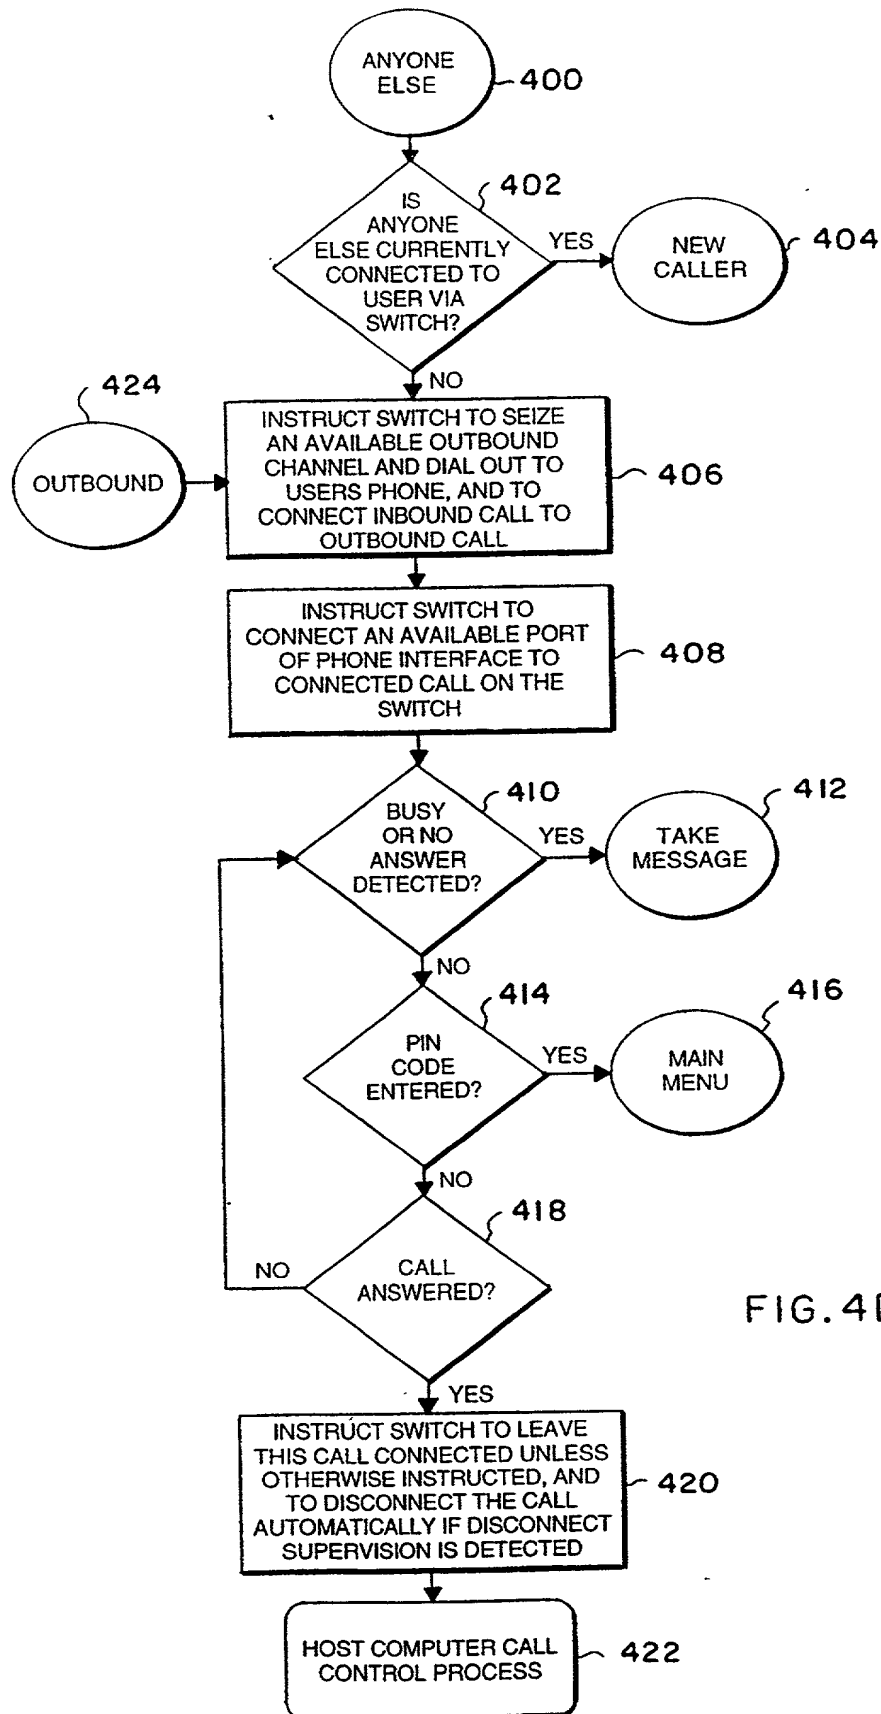 ANYONE
ELSE
400
402
IS
ANYONE
ELSE CURRENTLY
CONNECTED TO
USER VIA
SWITCH?
YES
NEW
CALLER
404
NO
424
OUTBOUND
INSTRUCT SWITCH TO SEIZE
AN AVAILABLE OUTBOUND
CHANNEL AND DIAL OUT TO
USERS PHONE, AND TO
CONNECT INBOUND CALL TO
OUTBOUND CALL
406
INSTRUCT SWITCH TO
CONNECT AN AVAILABLE PORT
OF PHONE INTERFACE TO
CONNECTED CALL ON THE
SWITCH
408
410
BUSY
OR NO
ANSWER
DETECTED?
YES
412
TAKE
MESSAGE
NO
414
PIN
CODE
ENTERED?
YES
416
MAIN
MENU
NO
418
CALL
ANSWERED?
NO
FIG. 4
YES
INSTRUCT SWITCH TO LEAVE
THIS CALL CONNECTED UNLESS
OTHERWISE INSTRUCTED, AND
TO DISCONNECT THE CALL
AUTOMATICALLY IF DISCONNECT
SUPERVISION IS DETECTED
420
HOST COMPUTER CALL
CONTROL PROCESS
422